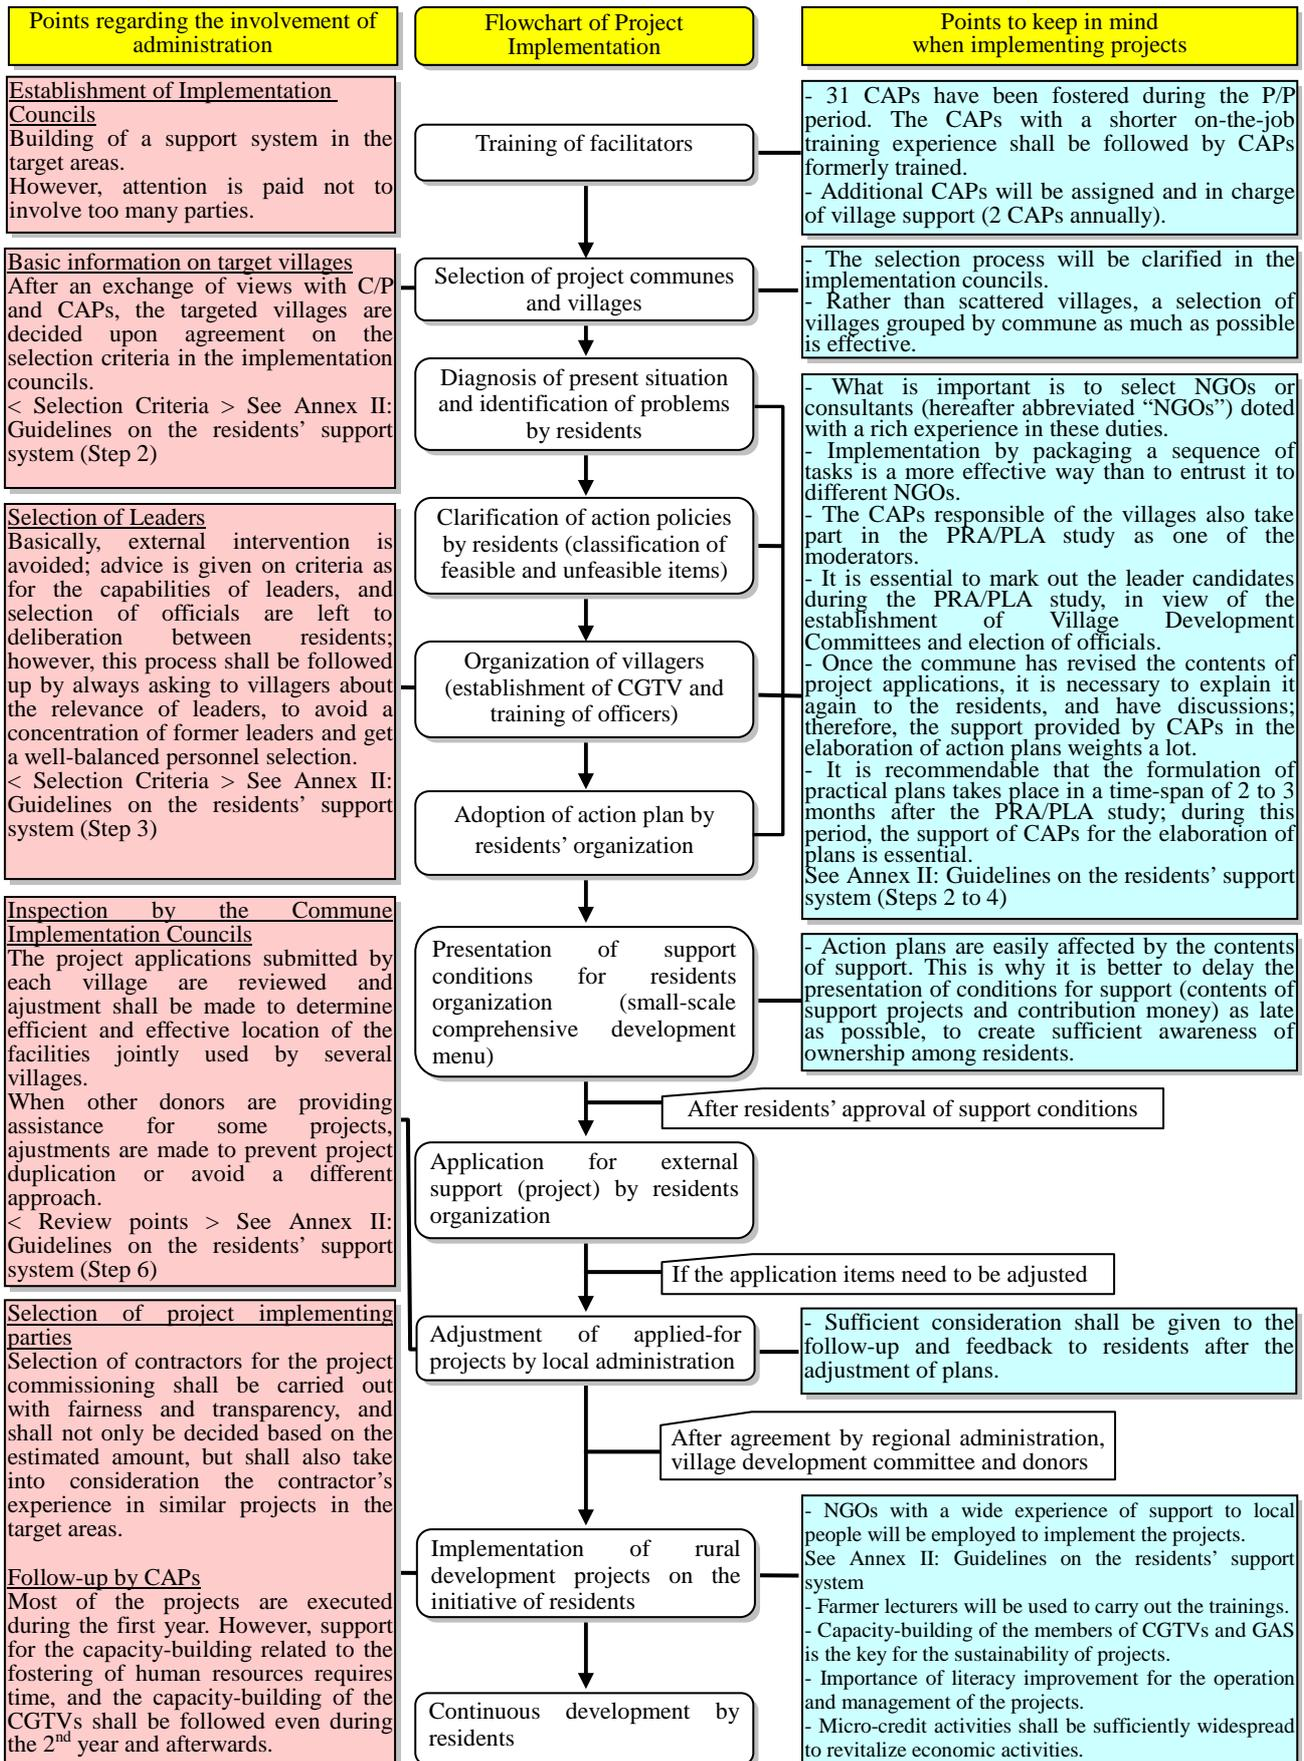 Points regarding the involvement of
administration
Establishment of Implementation
Councils
Building of a support system in the
target areas.
However, attention is paid not to
involve too many parties.
Basic information on target villages
After an exchange of views with C/P
and CAPs, the targeted villages are
decided upon agreement on the
selection criteria in the implementation
councils.
< Selection Criteria > See Annex II:
Guidelines on the residents’ support
system (Step 2)
Selection of Leaders
Basically, external intervention is
avoided; advice is given on criteria as
for the capabilities of leaders, and
selection of officials are left to
deliberation between residents;
however, this process shall be followed
up by always asking to villagers about
the relevance of leaders, to avoid a
concentration of former leaders and get
a well-balanced personnel selection.
< Selection Criteria > See Annex II:
Guidelines on the residents’ support
system (Step 3)
Inspection by the Commune
Implementation Councils
The project applications submitted by
each village are reviewed and
ajustment shall be made to determine
efficient and effective location of the
facilities jointly used by several
villages.
When other donors are providing
assistance for some projects,
ajustments are made to prevent project
duplication or avoid a different
approach.
< Review points > See Annex II:
Guidelines on the residents’ support
system (Step 6)
Selection of project implementing
parties
Selection of contractors for the project
commissioning shall be carried out
with fairness and transparency, and
shall not only be decided based on the
estimated amount, but shall also take
into consideration the contractor’s
experience in similar projects in the
target areas.
Follow-up by CAPs
Most of the projects are executed
during the first year. However, support
for the capacity-building related to the
fostering of human resources requires
time, and the capacity-building of the
CGTVs shall be followed even during
the 2nd year and afterwards.
Flowchart of Project
Implementation
Training of facilitators
Selection of project communes
and villages
Diagnosis of present situation
and identification of problems
by residents
Clarification of action policies
by residents (classification of
feasible and unfeasible items)
Organization of villagers
(establishment of CGTV and
training of officers)
Adoption of action plan by
residents’ organization
Presentation of support
conditions for residents
organization (small-scale
comprehensive development
menu)
After residents’ approval of support conditions
Application for external
support (project) by residents
organization
If the application items need to be adjusted
Adjustment of applied-for
projects by local administration
After agreement by regional administration,
village development committee and donors
Implementation of rural
development projects on the
initiative of residents
Continuous development by
residents
Points to keep in mind
when implementing projects
- 31 CAPs have been fostered during the P/P
period. The CAPs with a shorter on-the-job
training experience shall be followed by CAPs
formerly trained.
- Additional CAPs will be assigned and in charge
of village support (2 CAPs annually).
- The selection process will be clarified in the
implementation councils.
- Rather than scattered villages, a selection of
villages grouped by commune as much as possible
is effective.
- What is important is to select NGOs or
consultants (hereafter abbreviated “NGOs”) doted
with a rich experience in these duties.
- Implementation by packaging a sequence of
tasks is a more effective way than to entrust it to
different NGOs.
- The CAPs responsible of the villages also take
part in the PRA/PLA study as one of the
moderators.
- It is essential to mark out the leader candidates
during the PRA/PLA study, in view of the
establishment of Village Development
Committees and election of officials.
- Once the commune has revised the contents of
project applications, it is necessary to explain it
again to the residents, and have discussions;
therefore, the support provided by CAPs in the
elaboration of action plans weights a lot.
- It is recommendable that the formulation of
practical plans takes place in a time-span of 2 to 3
months after the PRA/PLA study; during this
period, the support of CAPs for the elaboration of
plans is essential.
See Annex II: Guidelines on the residents’ support
system (Steps 2 to 4)
- Action plans are easily affected by the contents
of support. This is why it is better to delay the
presentation of conditions for support (contents of
support projects and contribution money) as late
as possible, to create sufficient awareness of
ownership among residents.
- Sufficient consideration shall be given to the
follow-up and feedback to residents after the
adjustment of plans.
- NGOs with a wide experience of support to local
people will be employed to implement the projects.
See Annex II: Guidelines on the residents’ support
system
- Farmer lecturers will be used to carry out the trainings.
- Capacity-building of the members of CGTVs and GAS
is the key for the sustainability of projects.
- Importance of literacy improvement for the operation
and management of the projects.
- Micro-credit activities shall be sufficiently widespread
to revitalize economic activities.